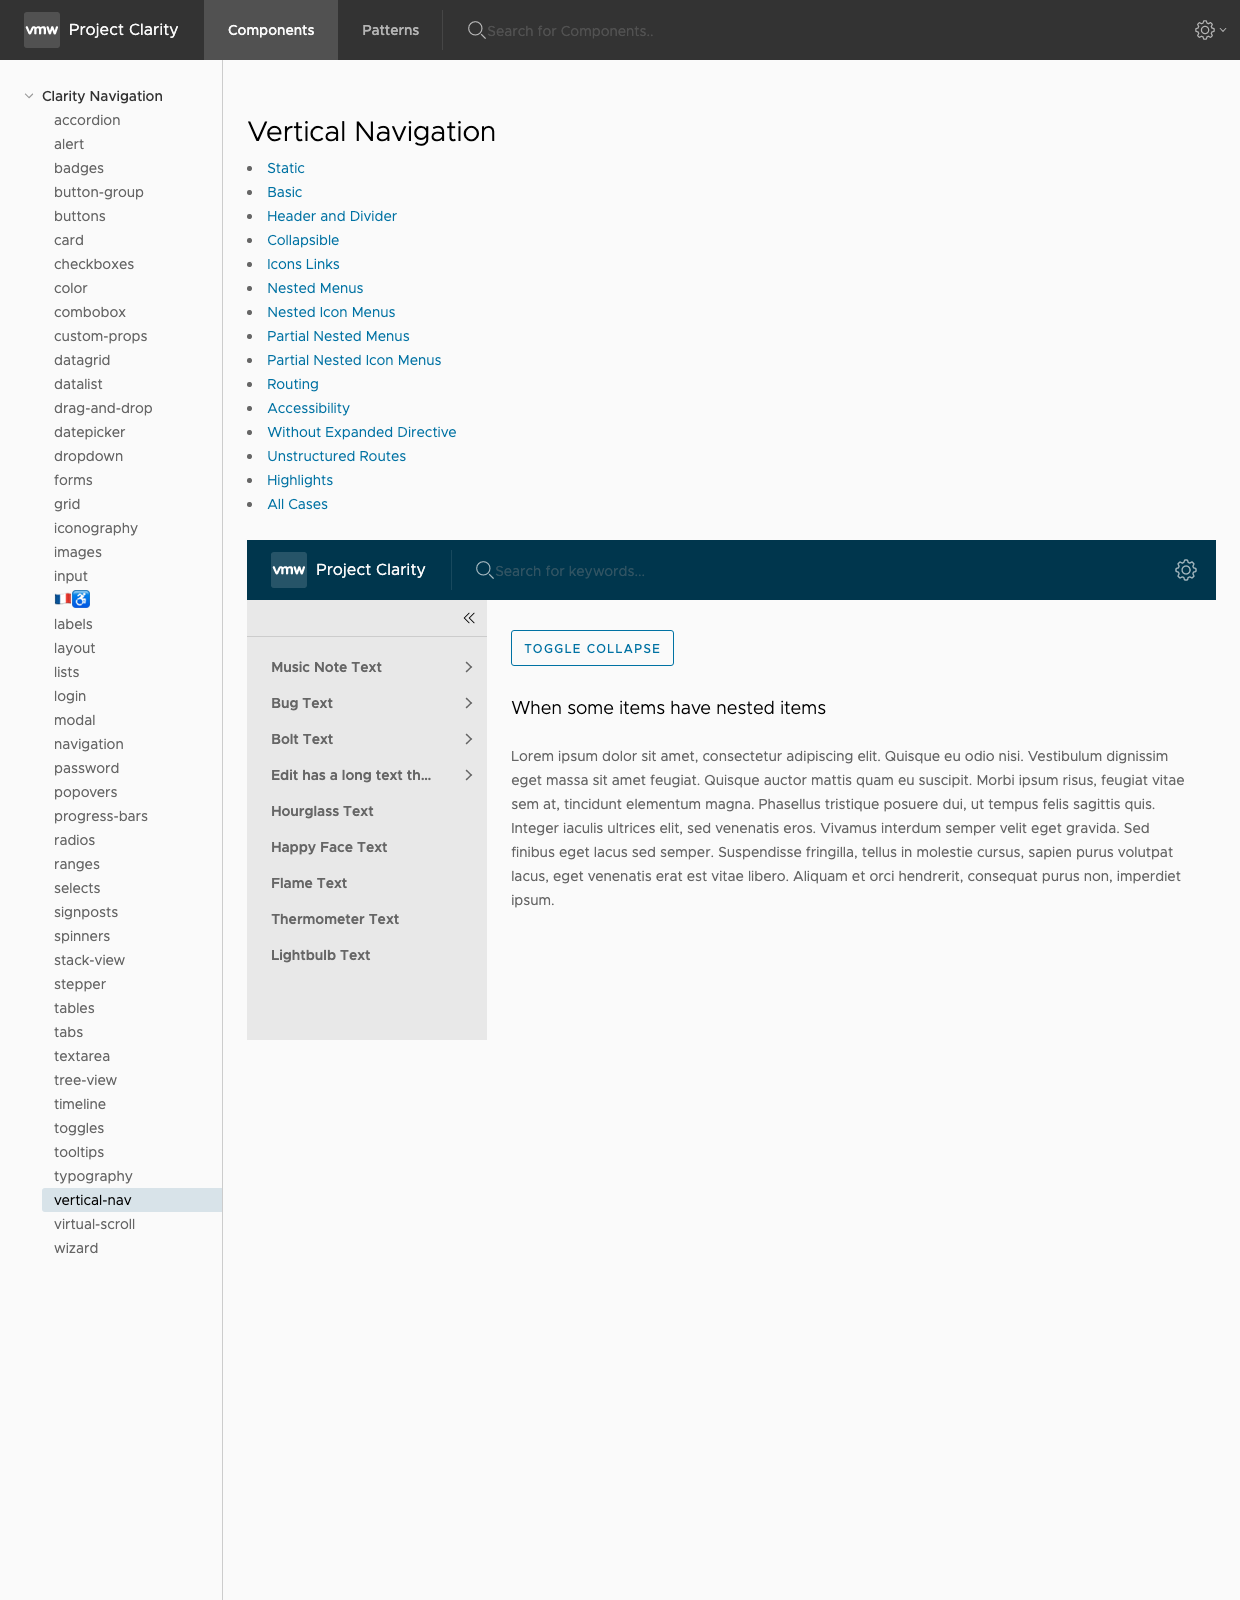 vmw Project Clarity Components Patterns Search for Components..
Clarity Navigation
accordion
alert
badges
button-group
buttons
card
checkboxes
color
combobox
custom-props
datagrid
datalist
drag-and-drop
datepicker
dropdown
forms
grid
iconography
images
input
🇫🇷♿
labels
layout
lists
login
modal
navigation
password
popovers
progress-bars
radios
ranges
selects
signposts
spinners
stack-view
stepper
tables
tabs
textarea
tree-view
timeline
toggles
tooltips
typography
vertical-nav
virtual-scroll
wizard
Vertical Navigation
Static
Basic
Header and Divider
Collapsible
Icons Links
Nested Menus
Nested Icon Menus
Partial Nested Menus
Partial Nested Icon Menus
Routing
Accessibility
Without Expanded Directive
Unstructured Routes
Highlights
All Cases
vmw Project Clarity Search for keywords...
Music Note Text
Bug Text
Bolt Text
Edit has a long text th...
Hourglass Text
Happy Face Text
Flame Text
Thermometer Text
Lightbulb Text
TOGGLE COLLAPSE
When some items have nested items
Lorem ipsum dolor sit amet, consectetur adipiscing elit. Quisque eu odio nisi. Vestibulum dignissim
eget massa sit amet feugiat. Quisque auctor mattis quam eu suscipit. Morbi ipsum risus, feugiat vitae
sem at, tincidunt elementum magna. Phasellus tristique posuere dui, ut tempus felis sagittis quis.
Integer iaculis ultrices elit, sed venenatis eros. Vivamus interdum semper velit eget gravida. Sed
finibus eget lacus sed semper. Suspendisse fringilla, tellus in molestie cursus, sapien purus volutpat
lacus, eget venenatis erat est vitae libero. Aliquam et orci hendrerit, consequat purus non, imperdiet
ipsum.